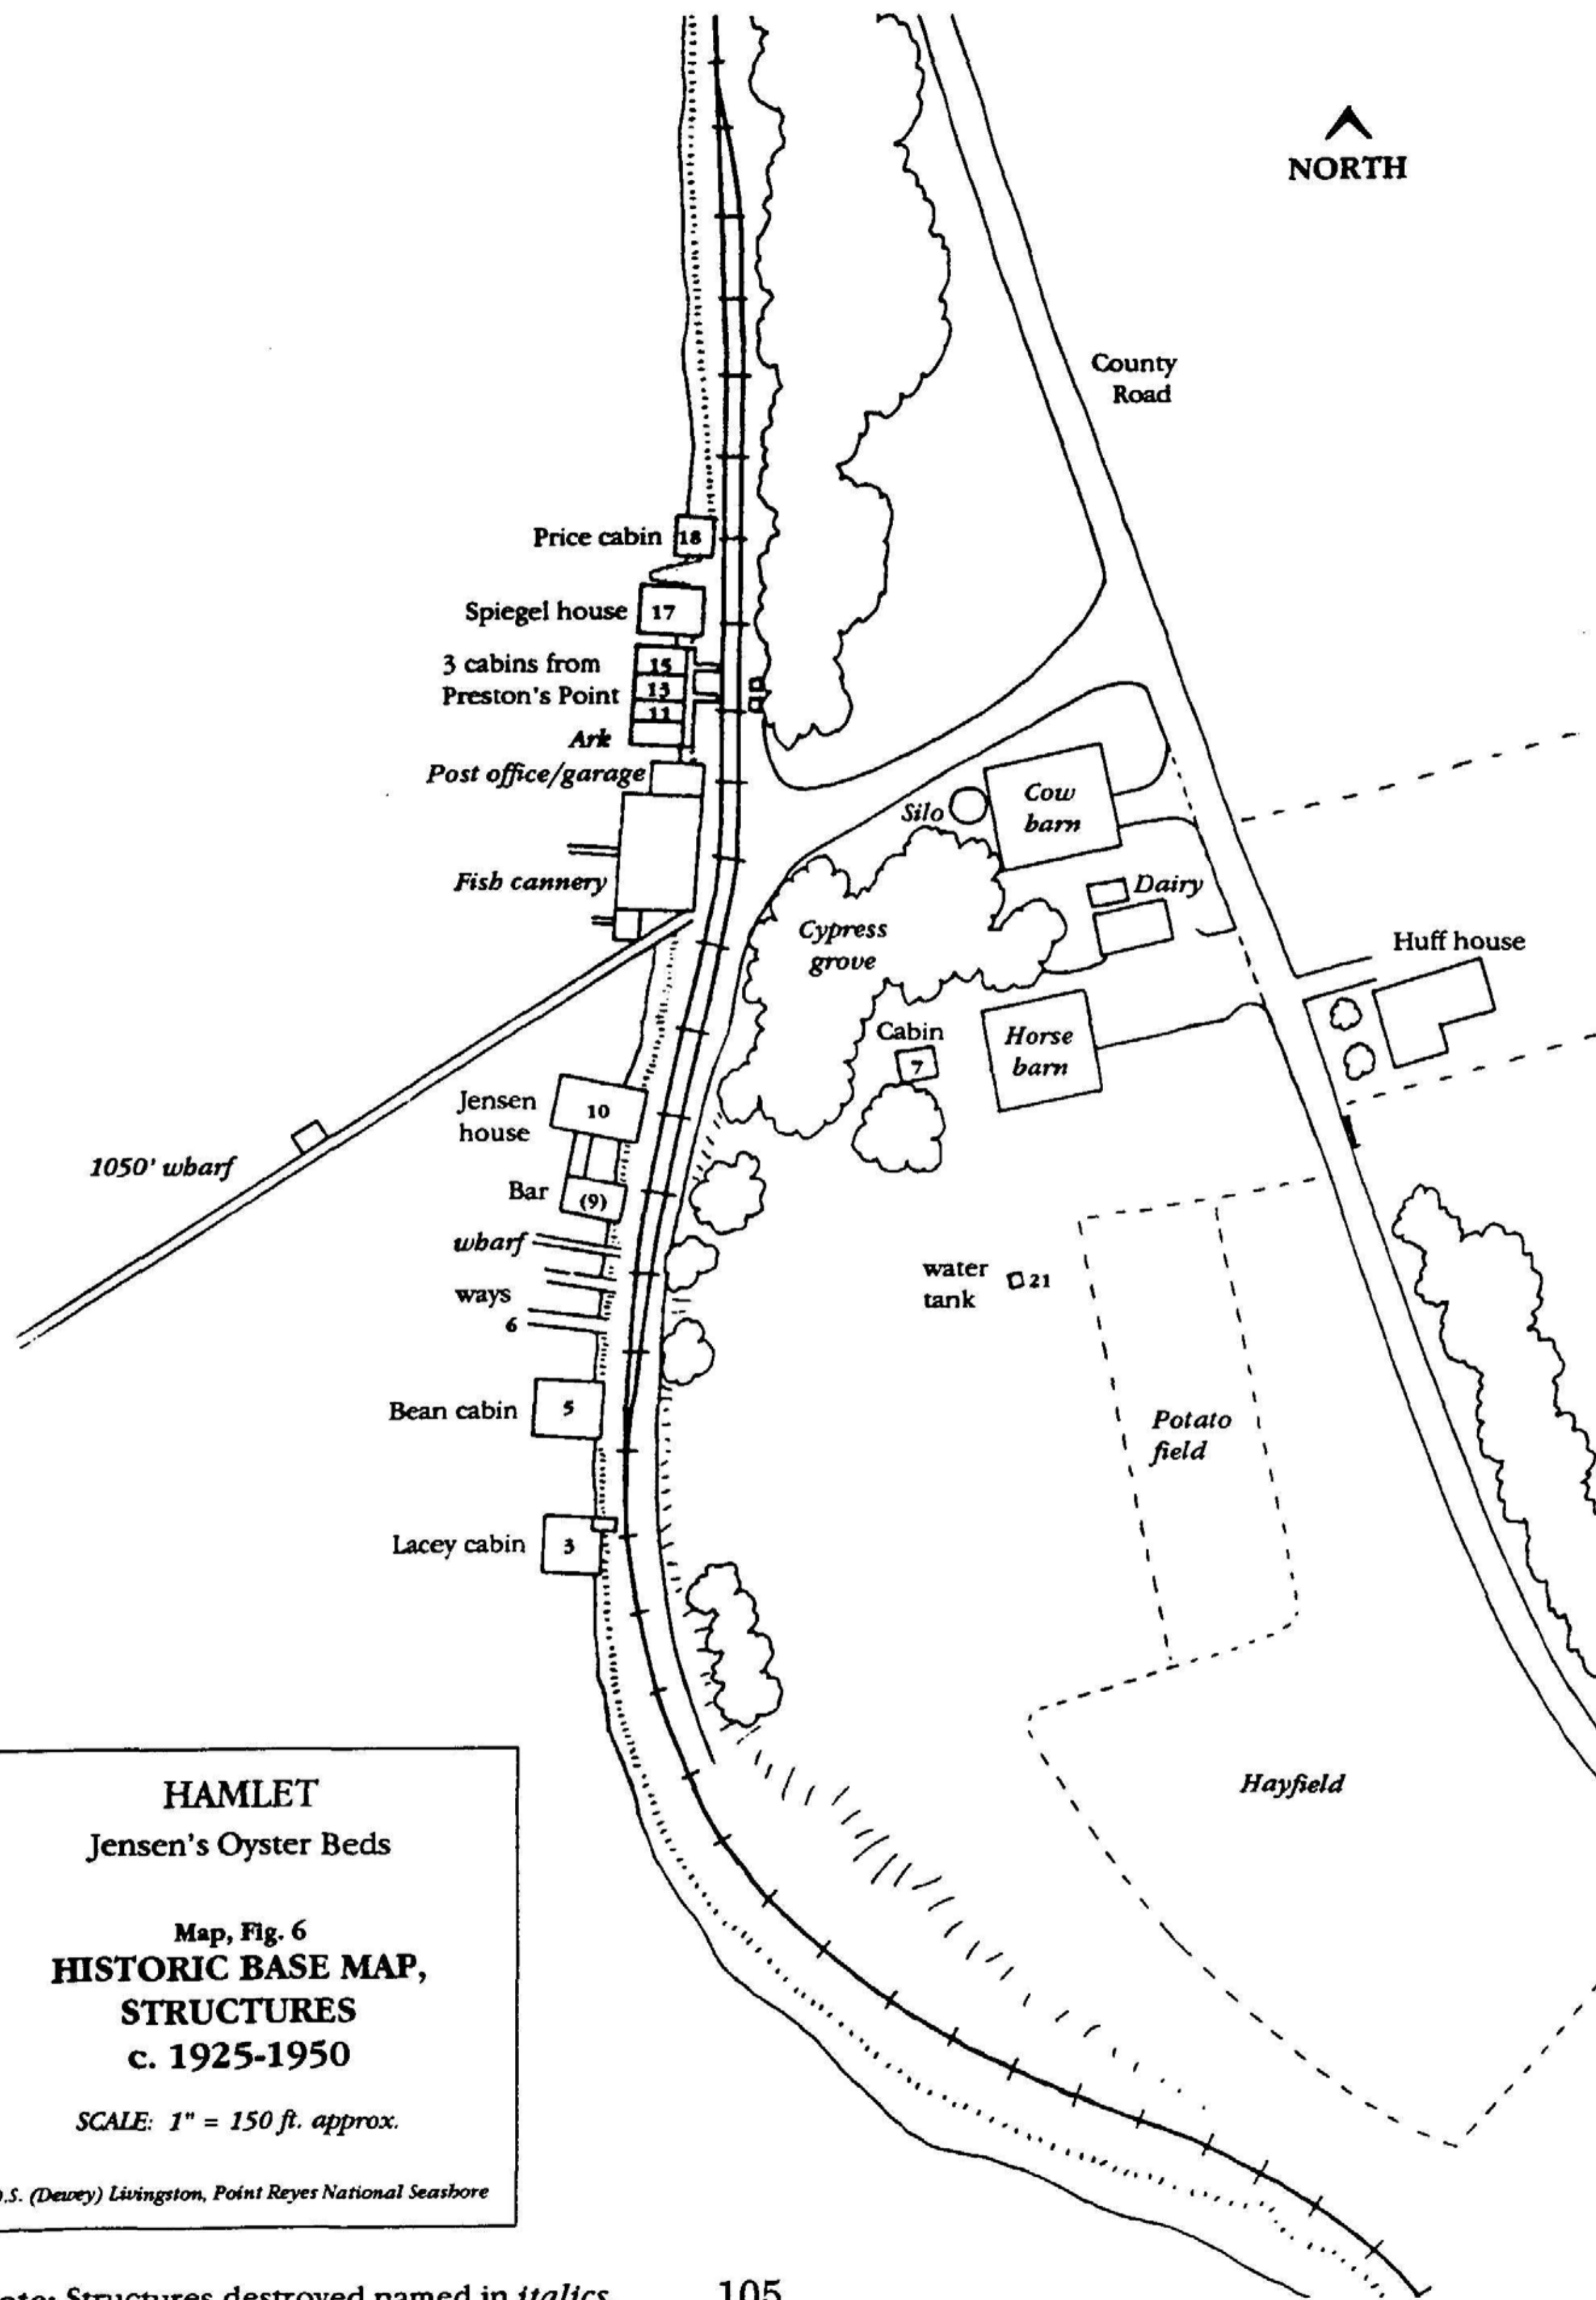 NORTH
County
Road
Price cabin 18
Spiegel house 17
3 cabins from 15
Preston's Point 13
11
Ark
Post office/garage
Silo
Cow
barn
Fish cannery
Dairy
Cypress
grove
Huff house
Cabin
7
Horse
barn
Jensen
house
10
1050' wharf
Bar (9)
wharf
water
tank
21
ways
6
Bean cabin 5
Potato
field
Lacey cabin 3
Hayfield
HAMLET
Jensen's Oyster Beds
Map, Fig. 6
HISTORIC BASE MAP,
STRUCTURES
c. 1925-1950
SCALE: 1" = 150 ft. approx.
.S. (Dewey) Livingston, Point Reyes National Seashore
Structures destroyed named in italics
105